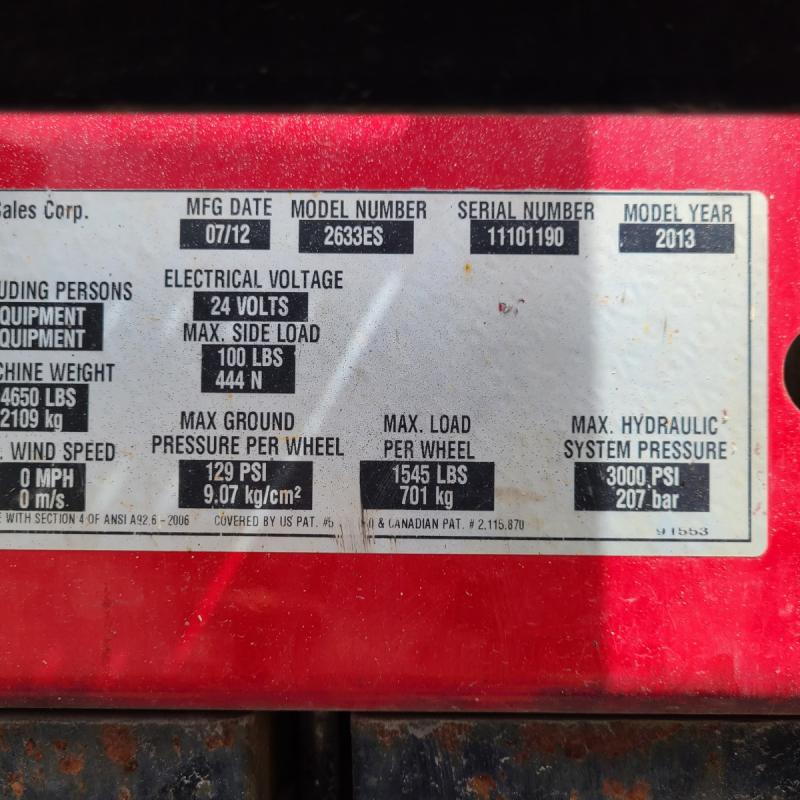 Sales Corp.
MFG DATE MODEL NUMBER SERIAL NUMBER MODEL YEAR
07/12 2633ES 11101190 2013
UDING PERSONS ELECTRICAL VOLTAGE
QUIPMENT 24 VOLTS
QUIPMENT MAX. SIDE LOAD
CHINE WEIGHT 100 LBS
4650 LBS 444 N
2109 kg
MAX GROUND MAX. LOAD MAX. HYDRAULIC
. WIND SPEED PRESSURE PER WHEEL PER WHEEL SYSTEM PRESSURE
0 MPH 129 PSI 1545 LBS 3000 PSI
0 m/s 9.07 kg/cm² 701 kg 207 bar
E WITH SECTION 4 OF ANSI A92.6 - 2006 COVERED BY US PAT. #5 0 & CANADIAN PAT. # 2,115,870
91553